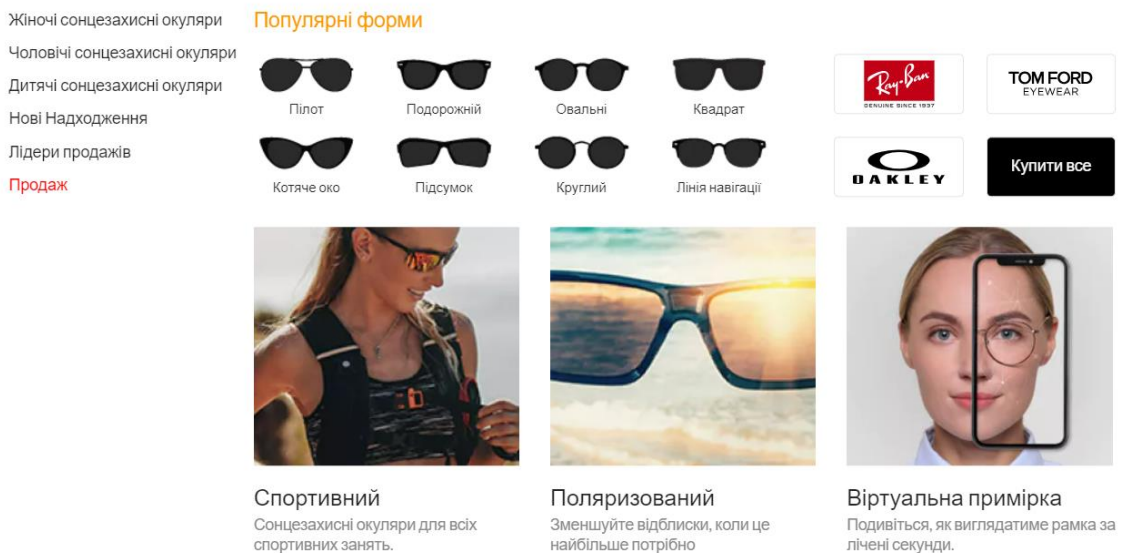 Жіночі сонцезахисні окуляри
Чоловічі сонцезахисні окуляри
Дитячі сонцезахисні окуляри
Нові Надходження
Лідери продажів
Продаж
Популярні форми
Пілот
Подорожній
Овальні
Квадрат
Котяче око
Підсумок
Круглий
Лінія навігації
Ray-Ban
GENUINE SINCE 1937
TOM FORD
EYEWEAR
OAKLEY
Купити все
Спортивний
Сонцезахисні окуляри для всіх
спортивних занять.
Поляризований
Зменшуйте відблиски, коли це
найбільше потрібно
Віртуальна примірка
Подивіться, як виглядатиме рамка за
лічені секунди.